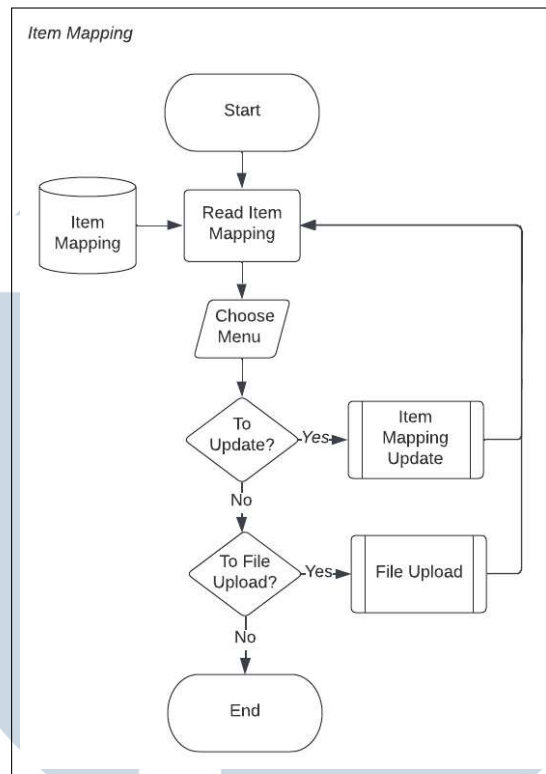 Item Mapping
Start
Item
Mapping
Read Item
Mapping
Choose
Menu
To
Update?
Yes
Item
Mapping
Update
No
To File
Upload?
Yes
File Upload
No
End